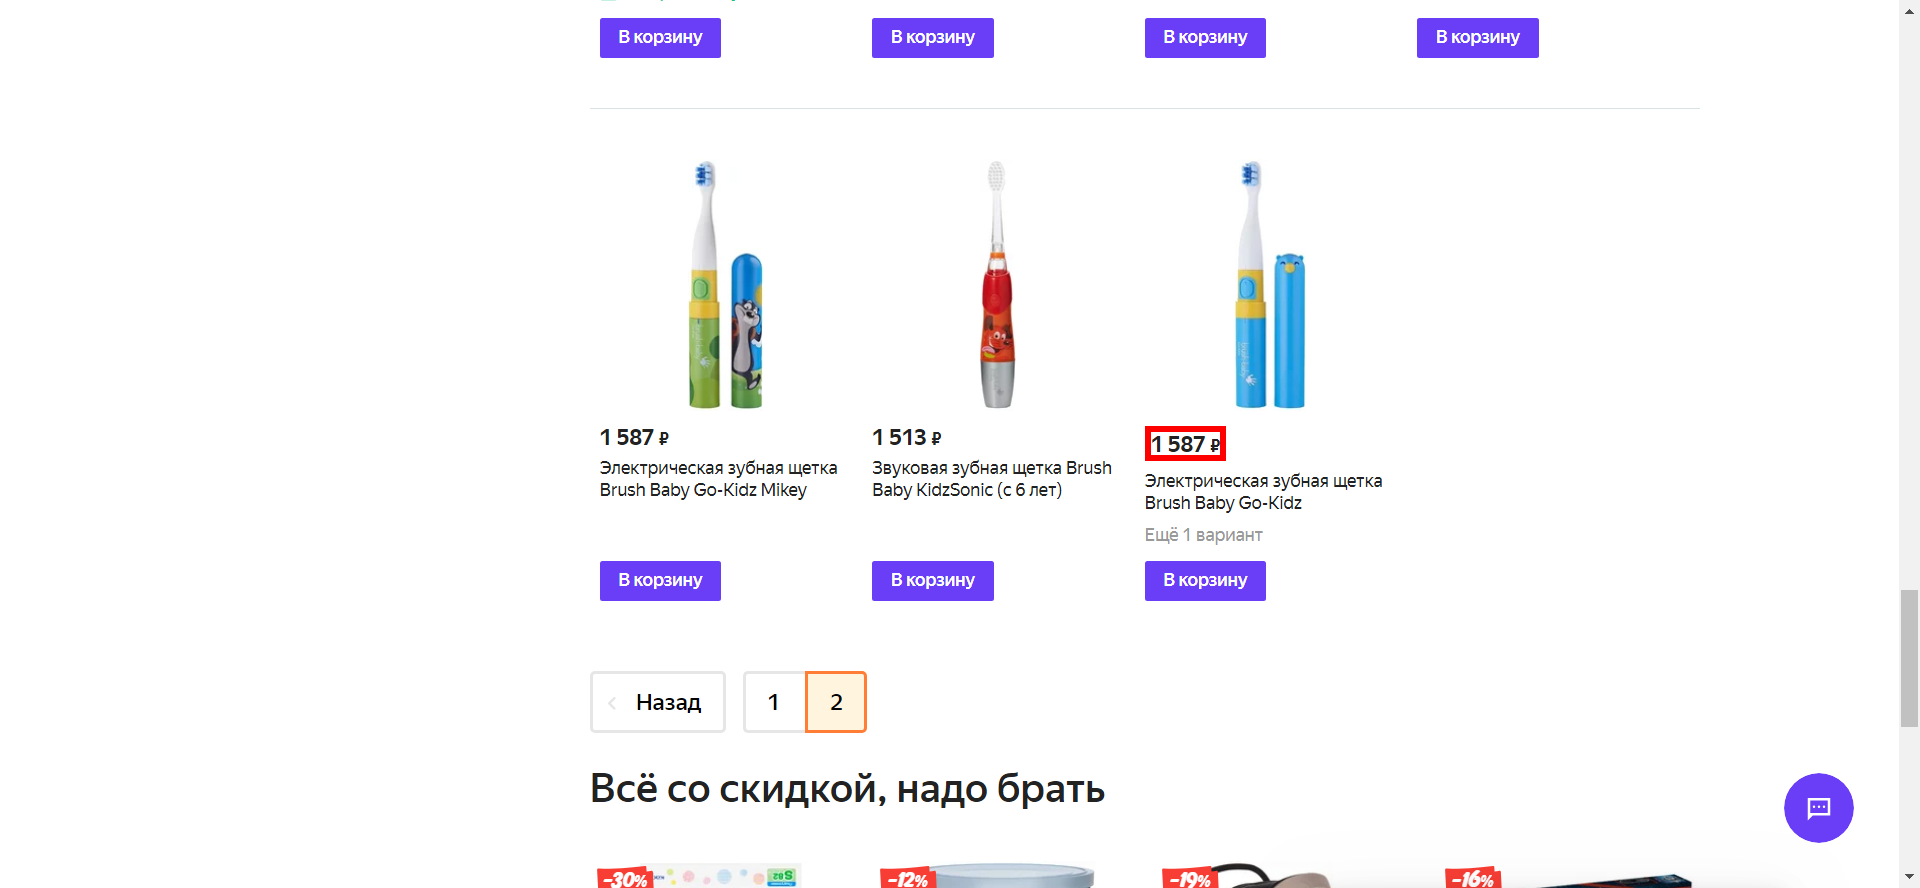 В корзину В корзину В корзину В корзину
1 587 ₽ 1 513 ₽ 1 587 ₽
Электрическая зубная щетка
Brush Baby Go-Kidz Mikey
Звуковая зубная щетка Brush
Baby KidzSonic (с 6 лет)
Электрическая зубная щетка
Brush Baby Go-Kidz
Ещё 1 вариант
В корзину В корзину В корзину
Назад 1 2
Всё со скидкой, надо брать
-30% -12% -19% -16%